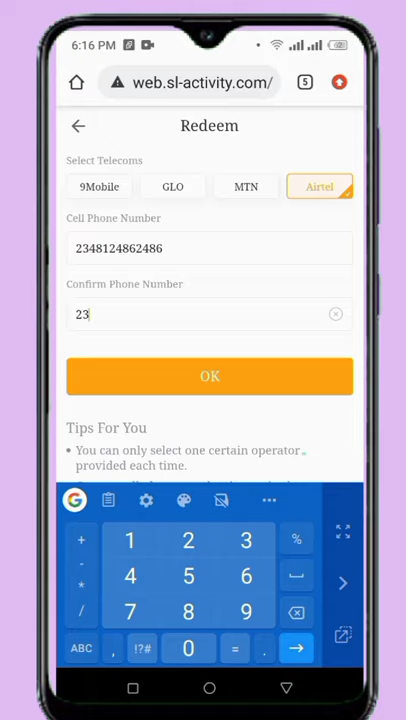 6:16 PM
web.sl-activity.com/ 5
Redeem
Select Telecoms
9Mobile GLO MTN Airtel
Cell Phone Number
2348124862486
Confirm Phone Number
23
OK
Tips For You
• You can only select one certain operator
provided each time.
G
+ 1 2 3 %
- 4 5 6
* 7 8 9
/
ABC , !?# 0 = .